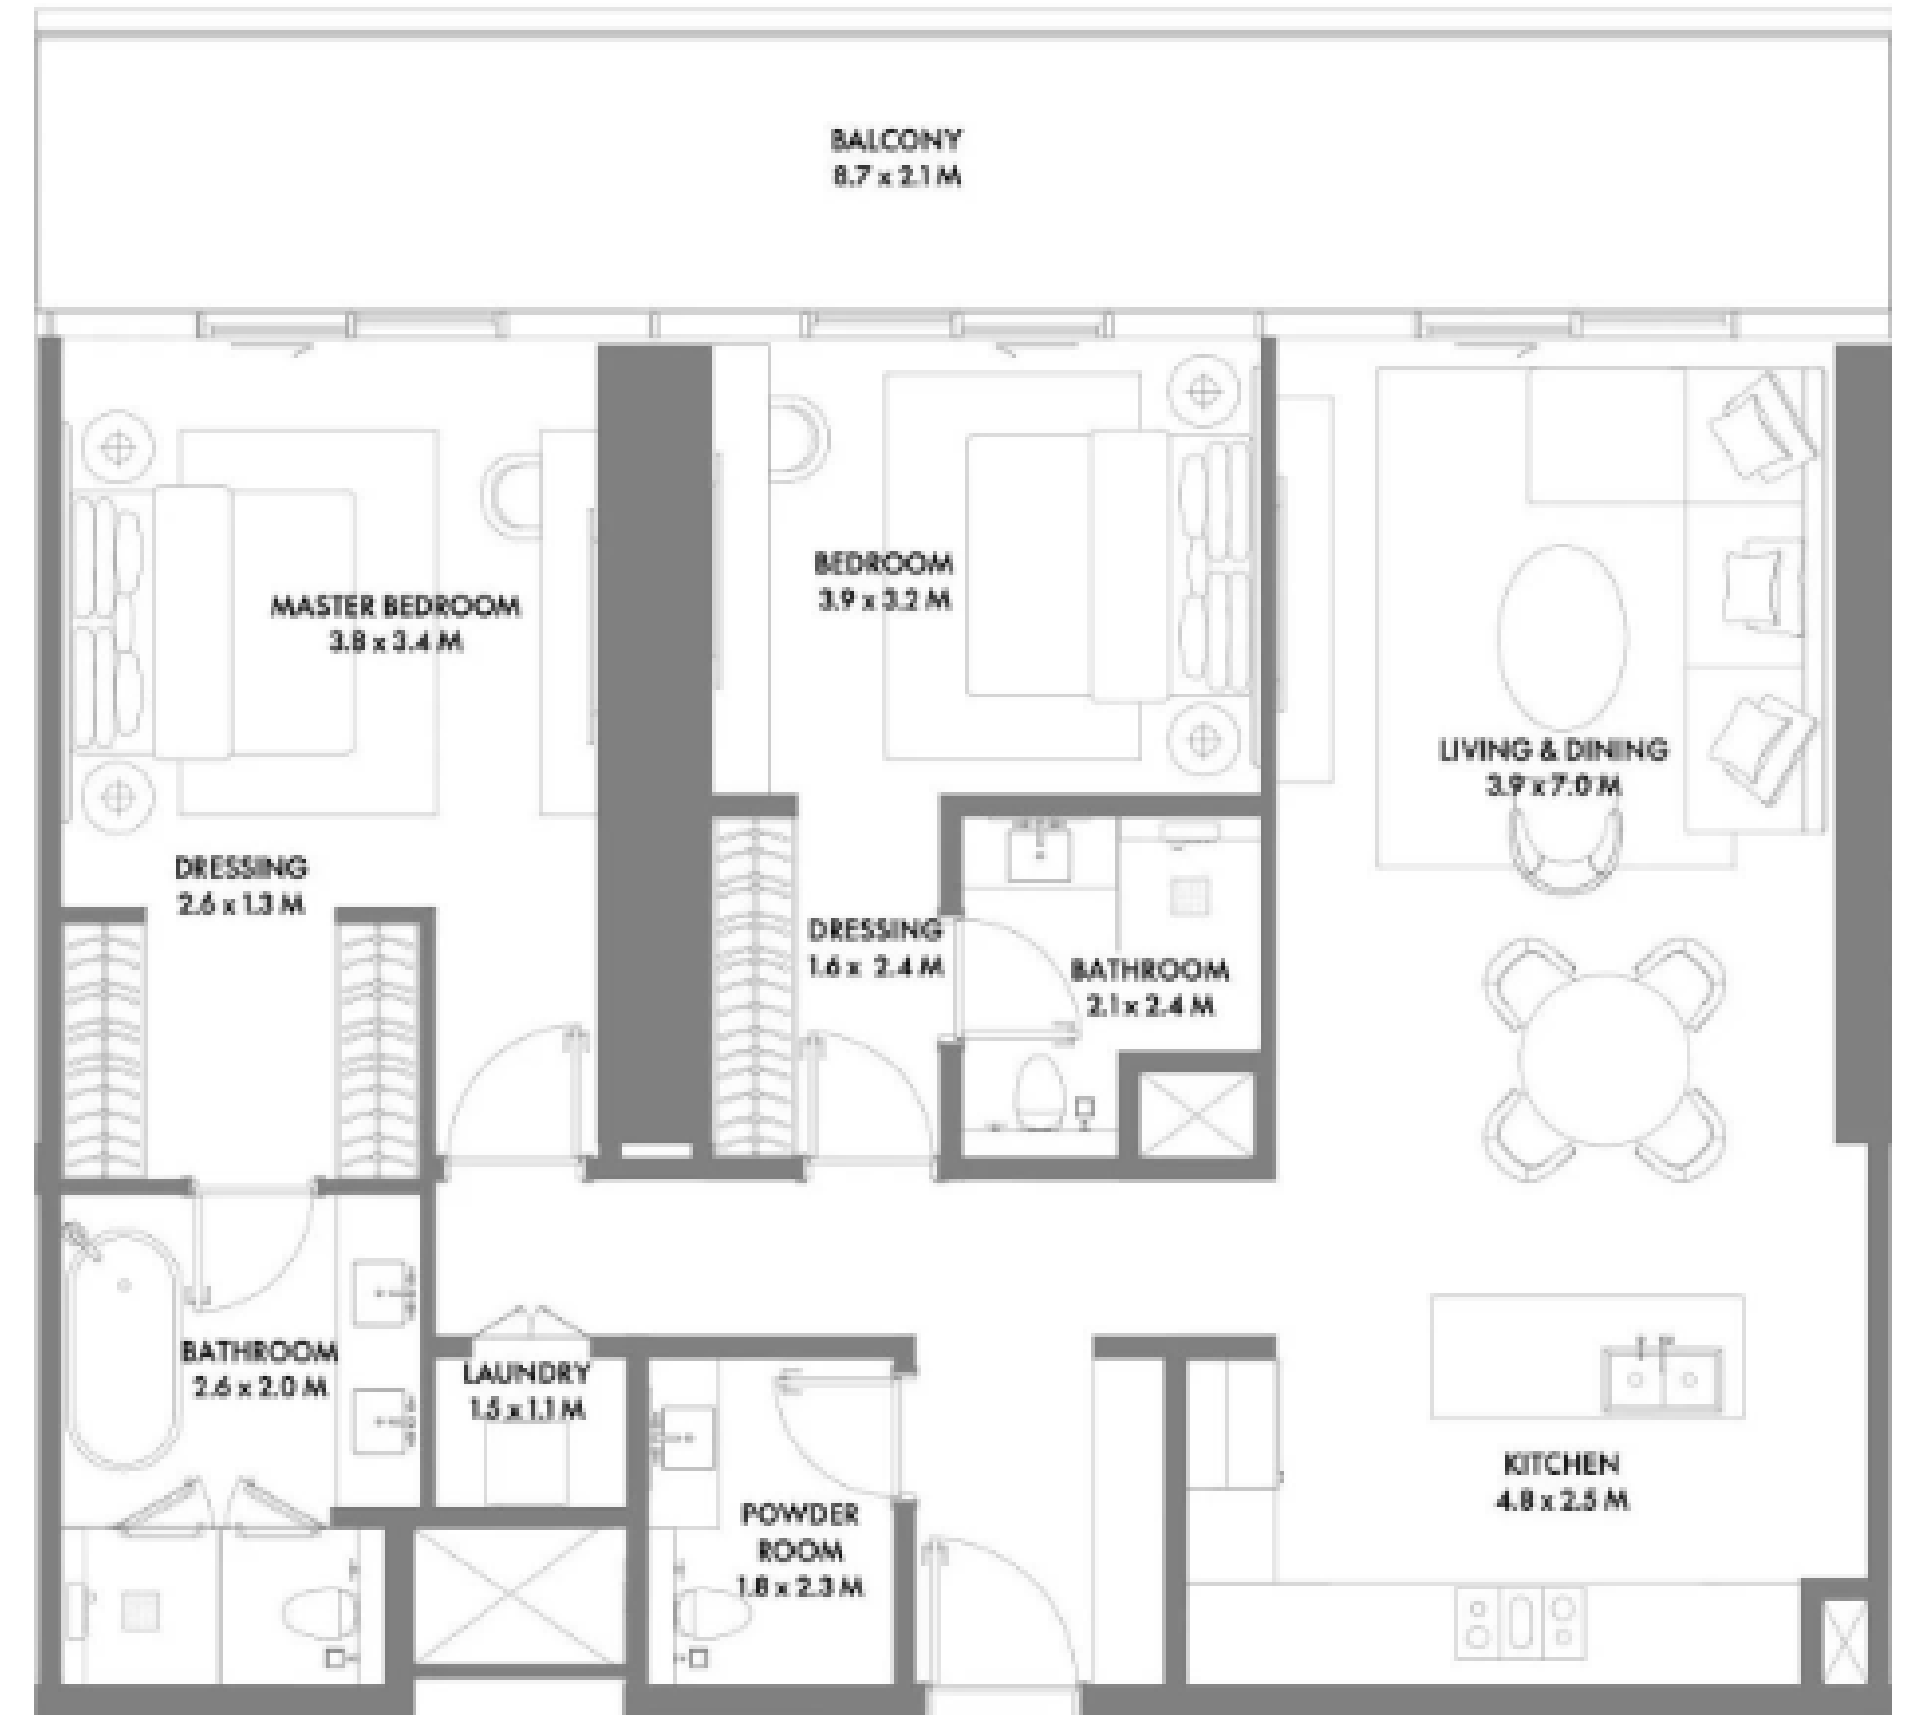 BALCONY
8.7 x 2.1 M
BEDROOM
3.9 x 3.2 M
MASTER BEDROOM
3.8 x 3.4 M
LIVING & DINING
3.9 x 7.0 M
DRESSING
2.6 x 1.3 M
DRESSING
1.6 x 2.4 M
BATHROOM
2.1 x 2.4 M
BATHROOM
2.6 x 2.0 M
LAUNDRY
1.5 x 1.1 M
KITCHEN
4.8 x 2.5 M
POWDER
ROOM
1.8 x 2.3 M